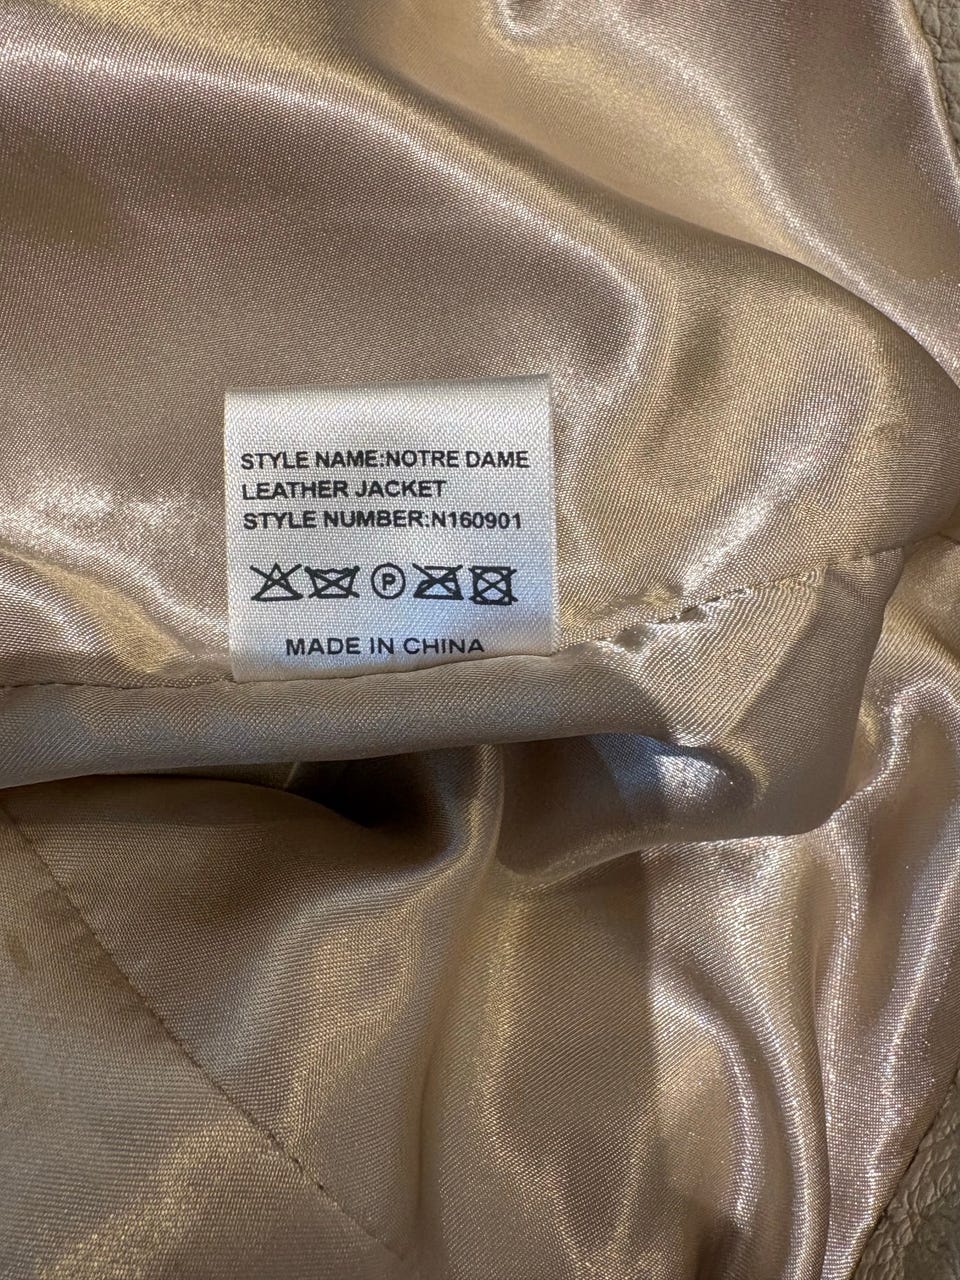 STYLE NAME:NOTRE DAME
LEATHER JACKET
STYLE NUMBER:N160901
P
MADE IN CHINA